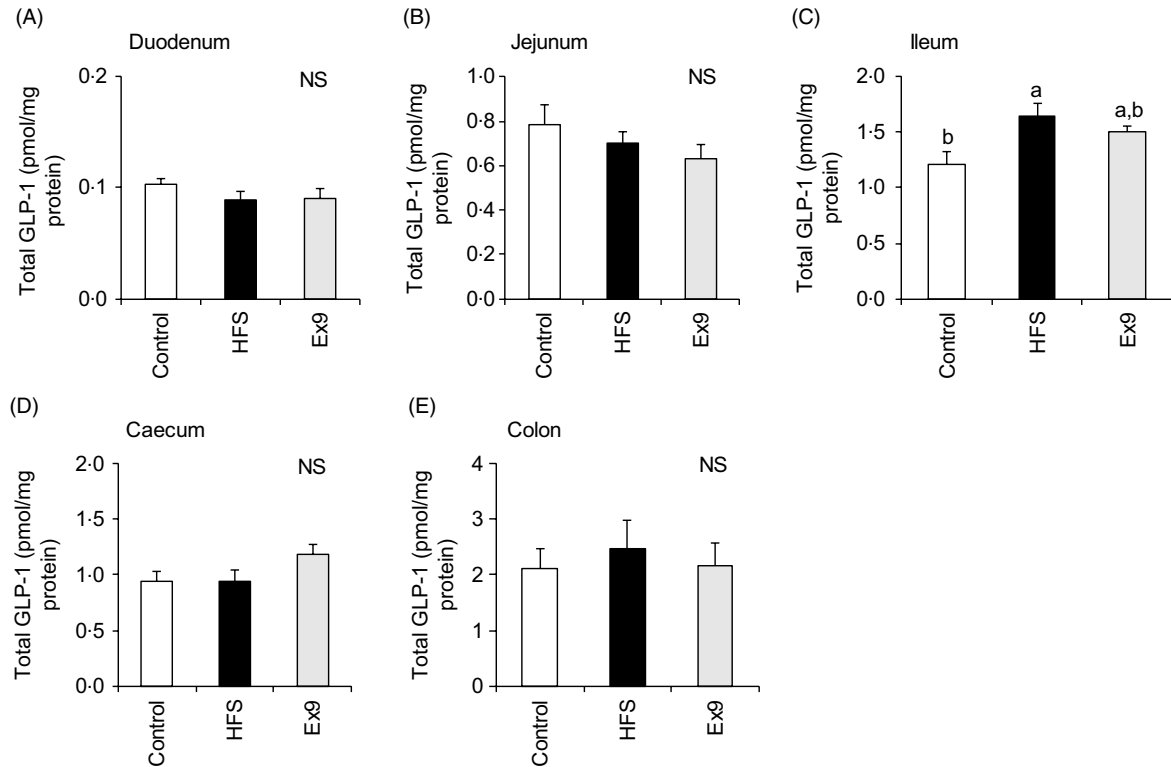 (A)
Duodenum
NS
Total GLP-1 (pmol/mg
protein)
0·2
0·1
0·0
Control
HFS
Ex9
(B)
Jejunum
NS
Total GLP-1 (pmol/mg
protein)
1·0
0·8
0·6
0·4
0·2
0·0
Control
HFS
Ex9
(C)
Ileum
Total GLP-1 (pmol/mg
protein)
2·0
1·5
1·0
0·5
0·0
b
a
a,b
Control
HFS
Ex9
(D)
Caecum
NS
Total GLP-1 (pmol/mg
protein)
2·0
1·5
1·0
0·5
0·0
Control
HFS
Ex9
(E)
Colon
NS
Total GLP-1 (pmol/mg
protein)
4
3
2
1
0
Control
HFS
Ex9